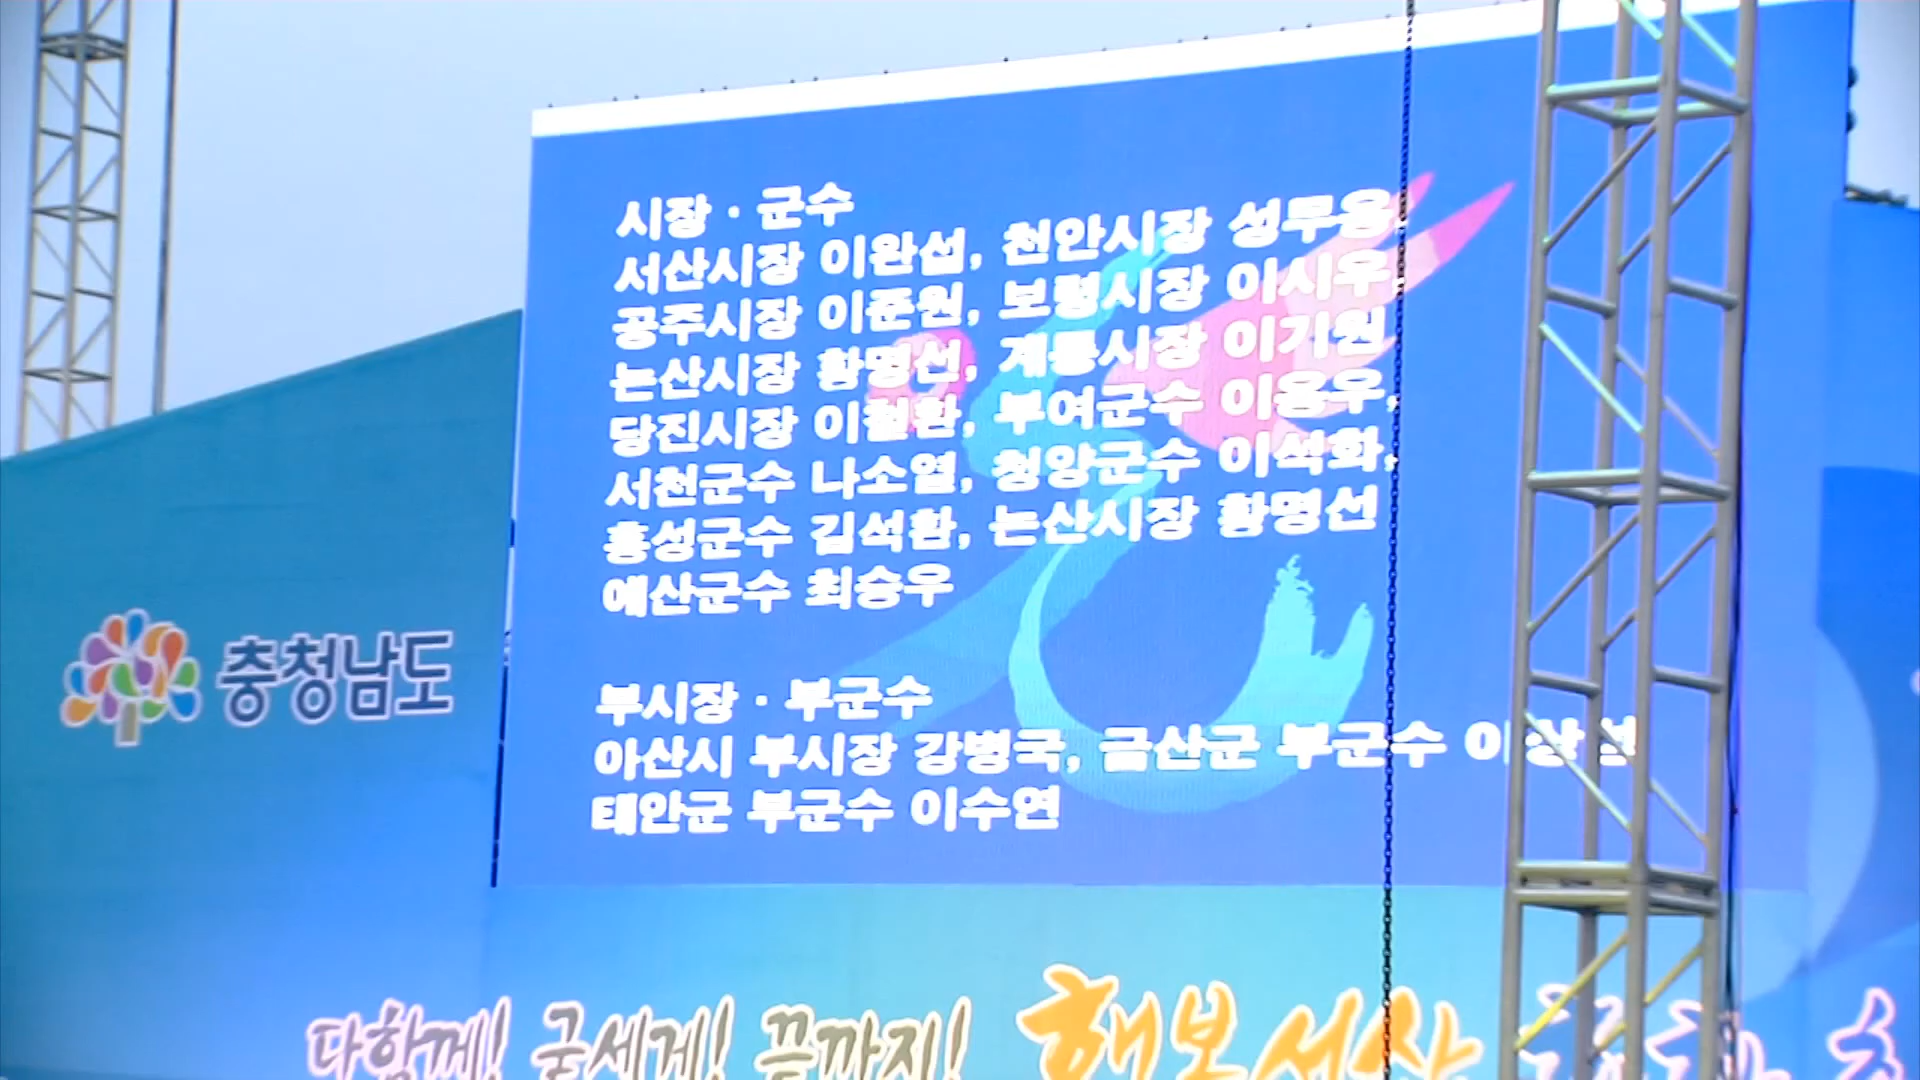 시장 · 군수
서산시장 이완섭, 천안시장 성무용,
공주시장 이준원, 보령시장 이시우,
논산시장 황명선, 계룡시장 이기원
당진시장 이철환, 부여군수 이용우,
서천군수 나소열, 청양군수 이석화,
홍성군수 김석환, 논산시장 황명선
예산군수 최승우
부시장 · 부군수
아산시 부시장 강병국, 금산군 부군수
태안군 부군수 이수연
충청남도
다함께! 굳세게! 끝까지! 행복서산